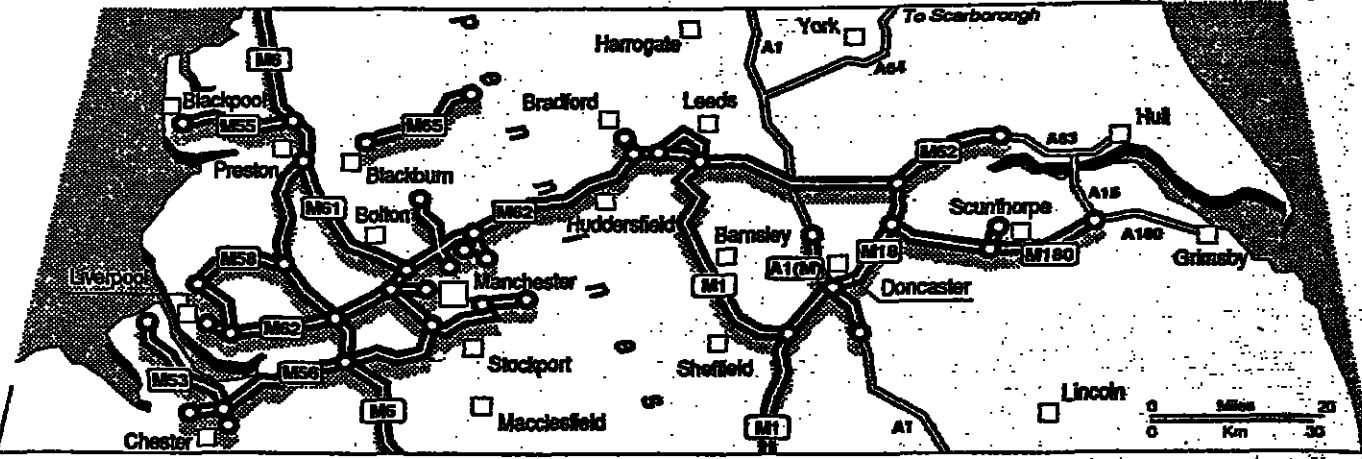 To Scarborough
York
Harrogate
A1
A64
M6
Blackpool
M55
M65
Bradford
Leeds
Hull
A63
M62
Preston
Blackburn
M61
Bolton
M62
Huddersfield
Barnsley
Scunthorpe
A15
A180
Grimsby
M58
Liverpool
Manchester
A1(M)
M18
M180
M1
Doncaster
M62
Stockport
Sheffield
M53
M56
M6
Macclesfield
Lincoln
Chester
M1
A1
0 Miles 20
0 Km 30
P
e
n
n
i
n
e
s